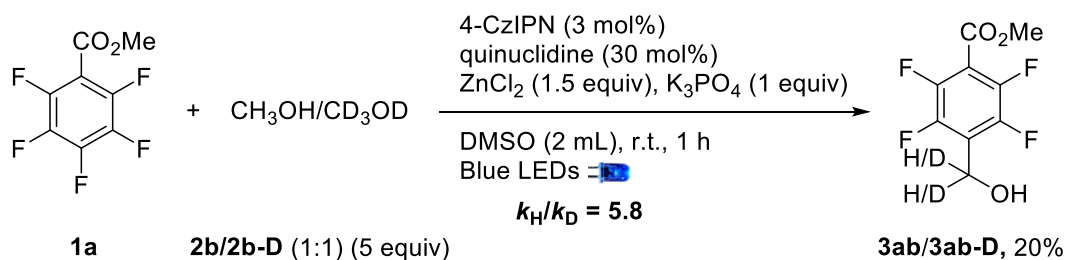 CO2Me
F
F
F
F
F
1a
+
CH3OH/CD3OD
2b/2b-D (1:1) (5 equiv)
4-CzIPN (3 mol%)
quinuclidine (30 mol%)
ZnCl2 (1.5 equiv), K3PO4 (1 equiv)
DMSO (2 mL), r.t., 1 h
Blue LEDs
kH/kD = 5.8
CO2Me
F
F
F
F
H/D
H/D
OH
3ab/3ab-D, 20%